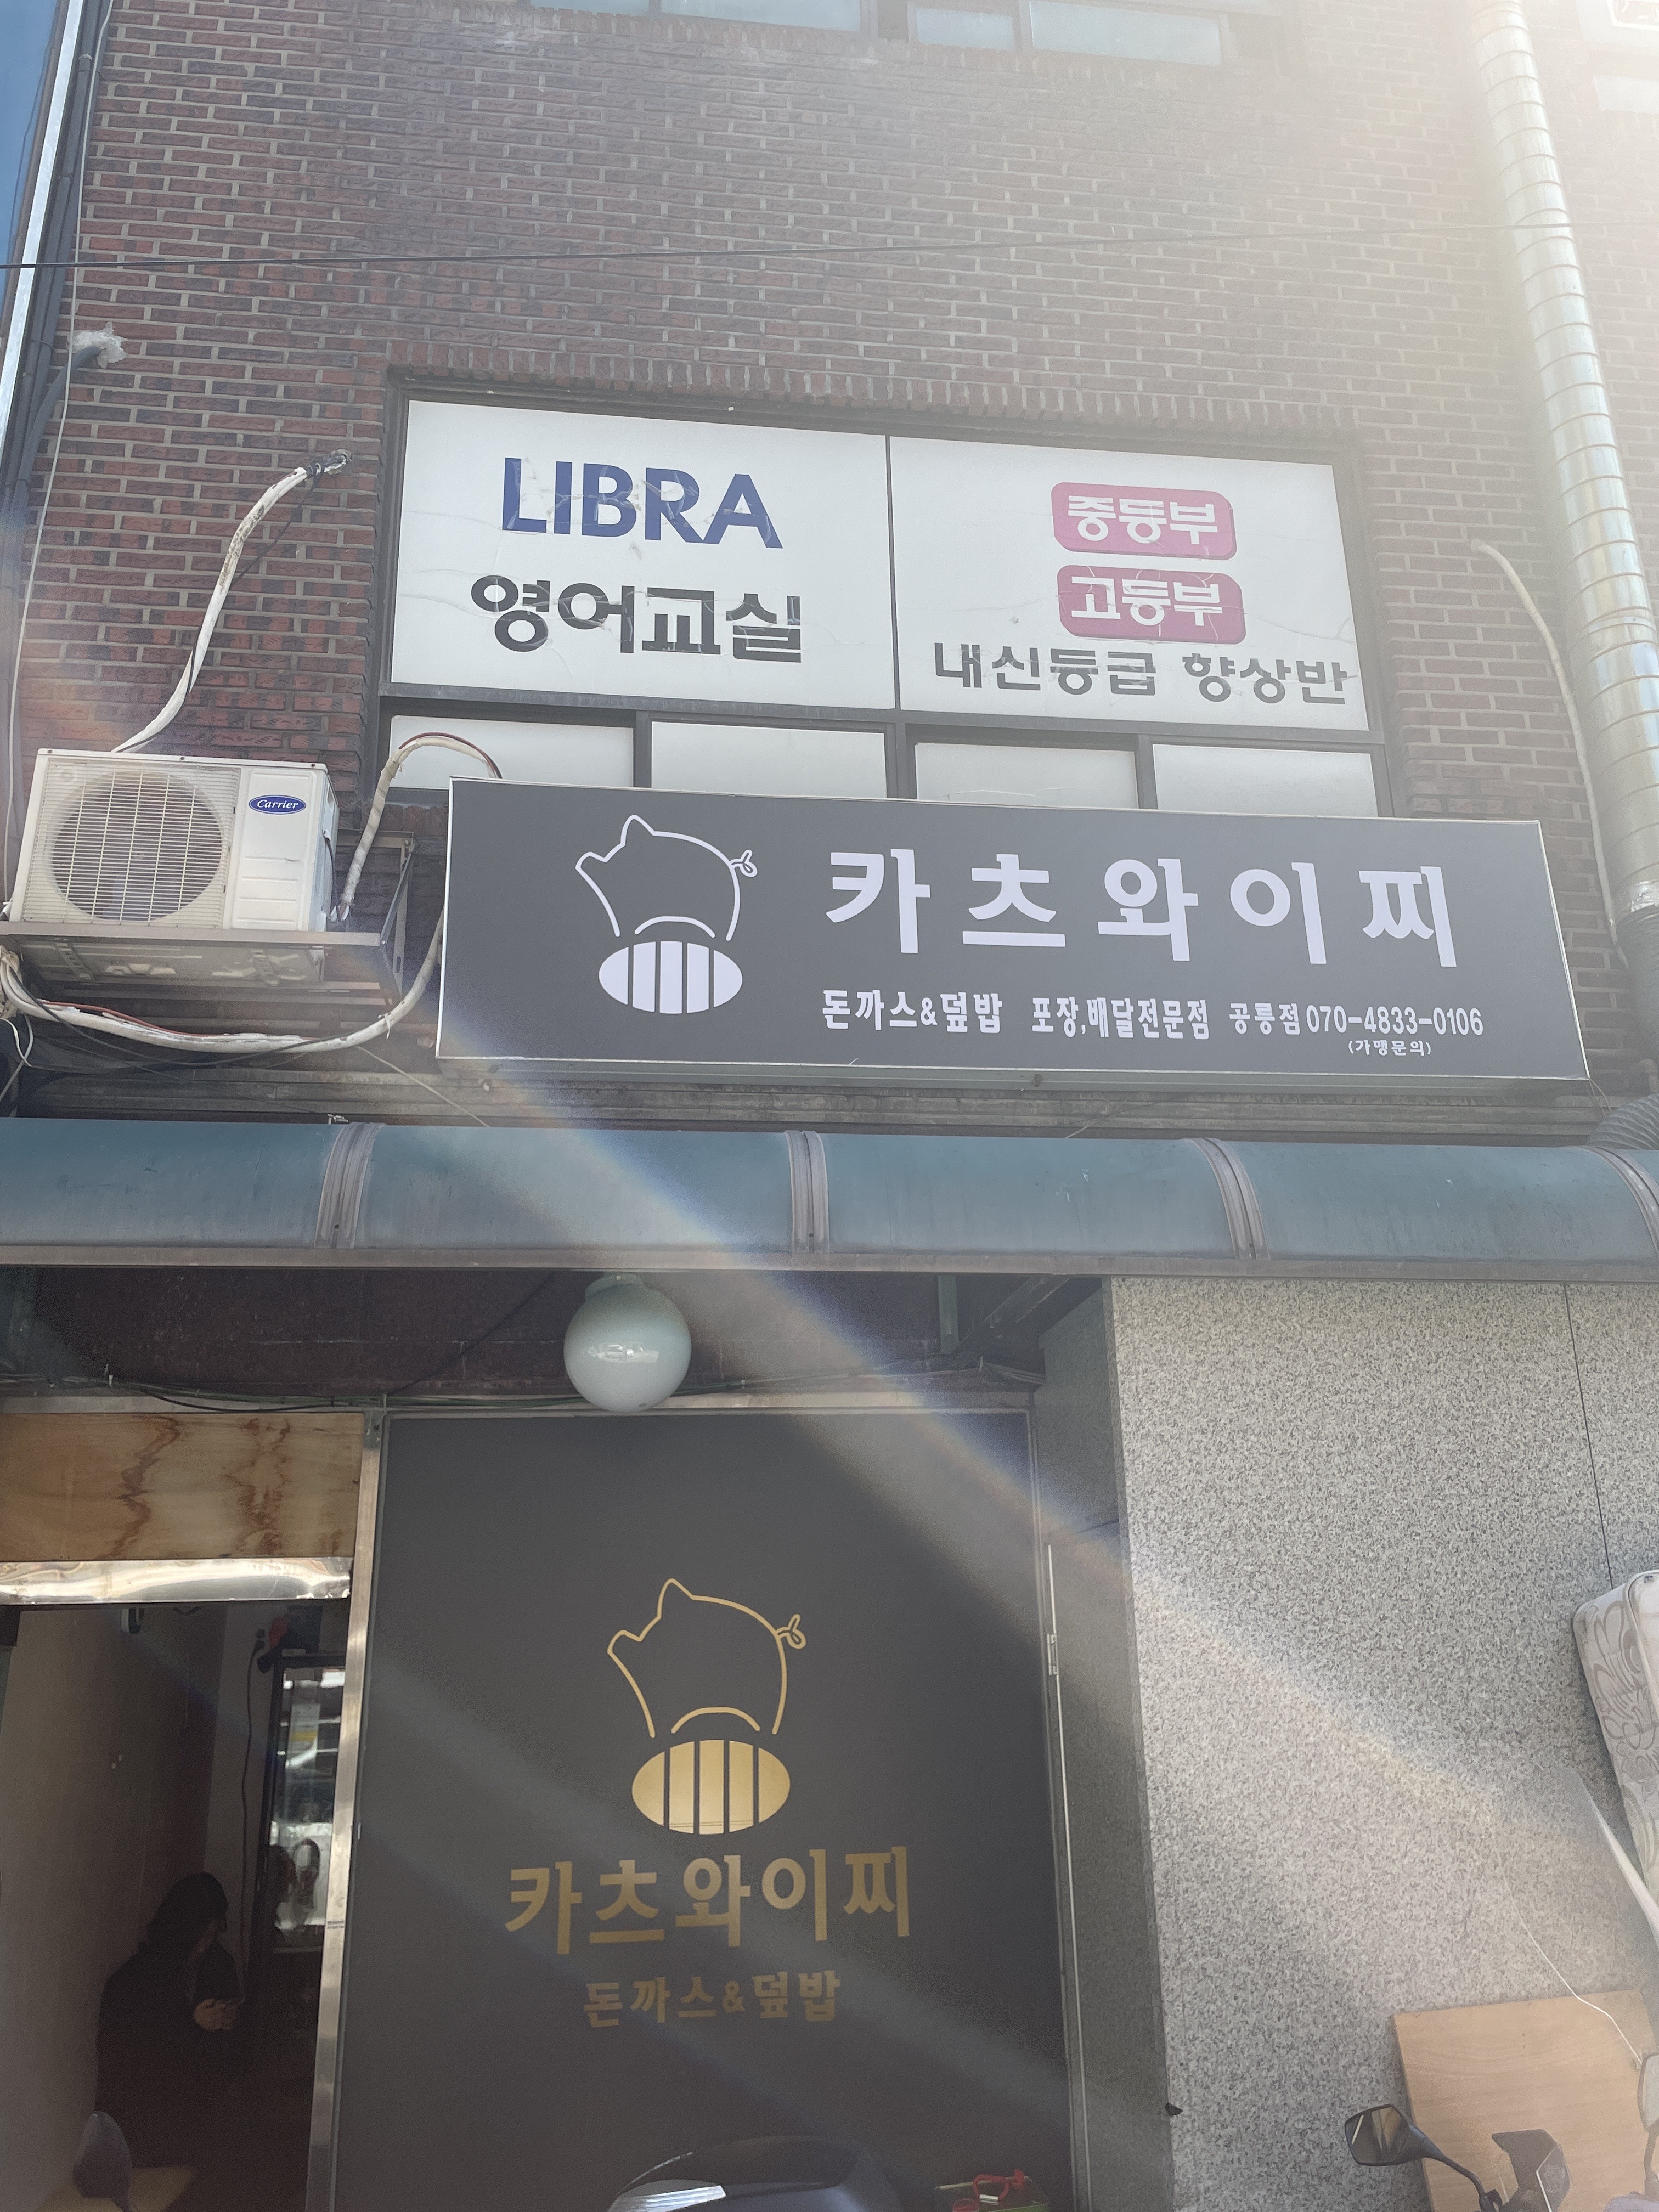 LIBRA
영어교실
중등부
고등부
내신등급 향상반
Carrier
카츠와이찌
돈까스&덮밥 포장,배달전문점 공릉점 070-4833-0106
(가맹문의)
카츠와이찌
돈까스&덮밥